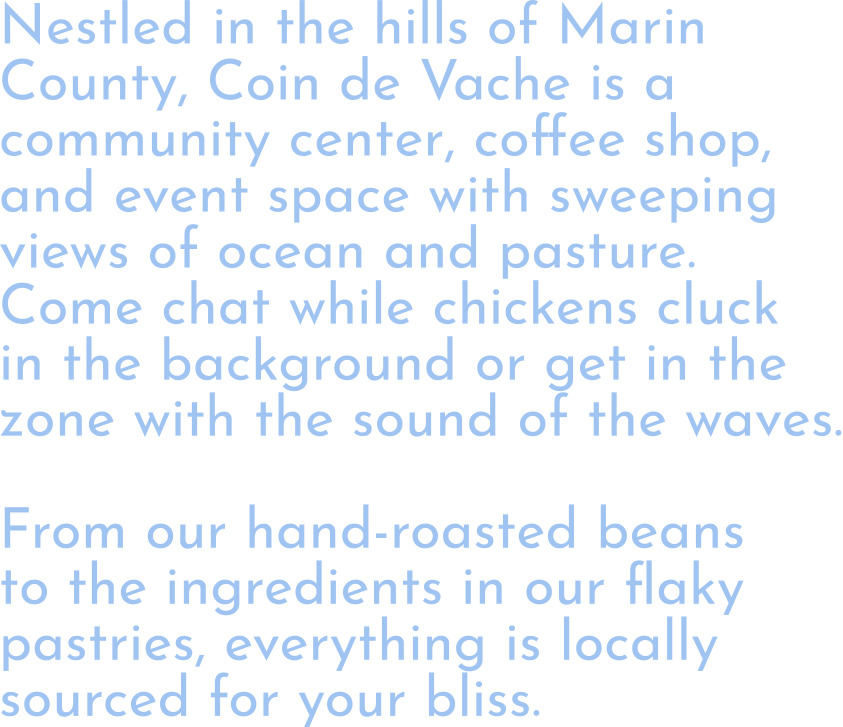 Nestled in the hills of Marin
County, Coin de Vache is a
community center, coffee shop,
and event space with sweeping
views of ocean and pasture.
Come chat while chickens cluck
in the background or get in the
zone with the sound of the waves.

From our hand-roasted beans
to the ingredients in our flaky
pastries, everything is locally
sourced for your bliss.